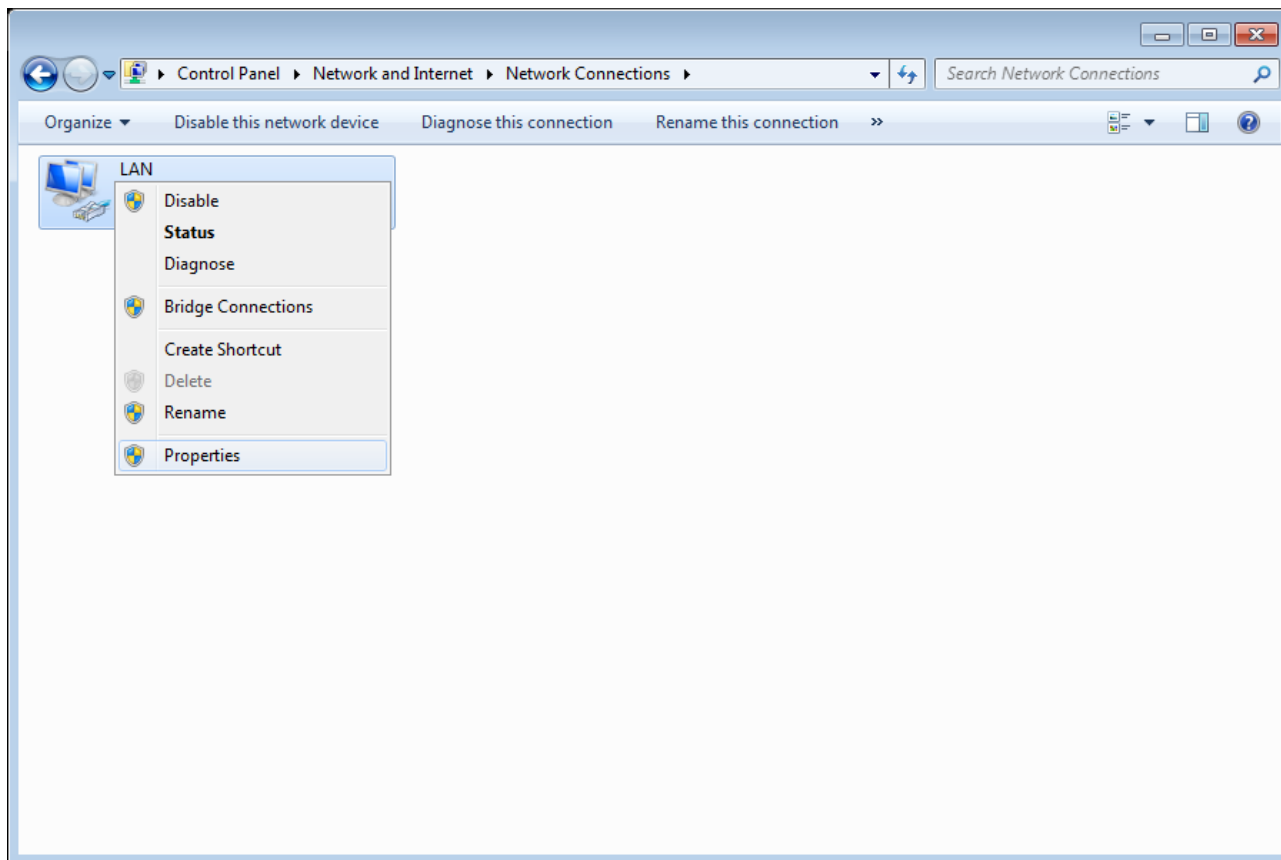 Control Panel Network and Internet Network Connections Search Network Connections
Organize Disable this network device Diagnose this connection Rename this connection »
LAN
Disable
Status
Diagnose
Bridge Connections
Create Shortcut
Delete
Rename
Properties